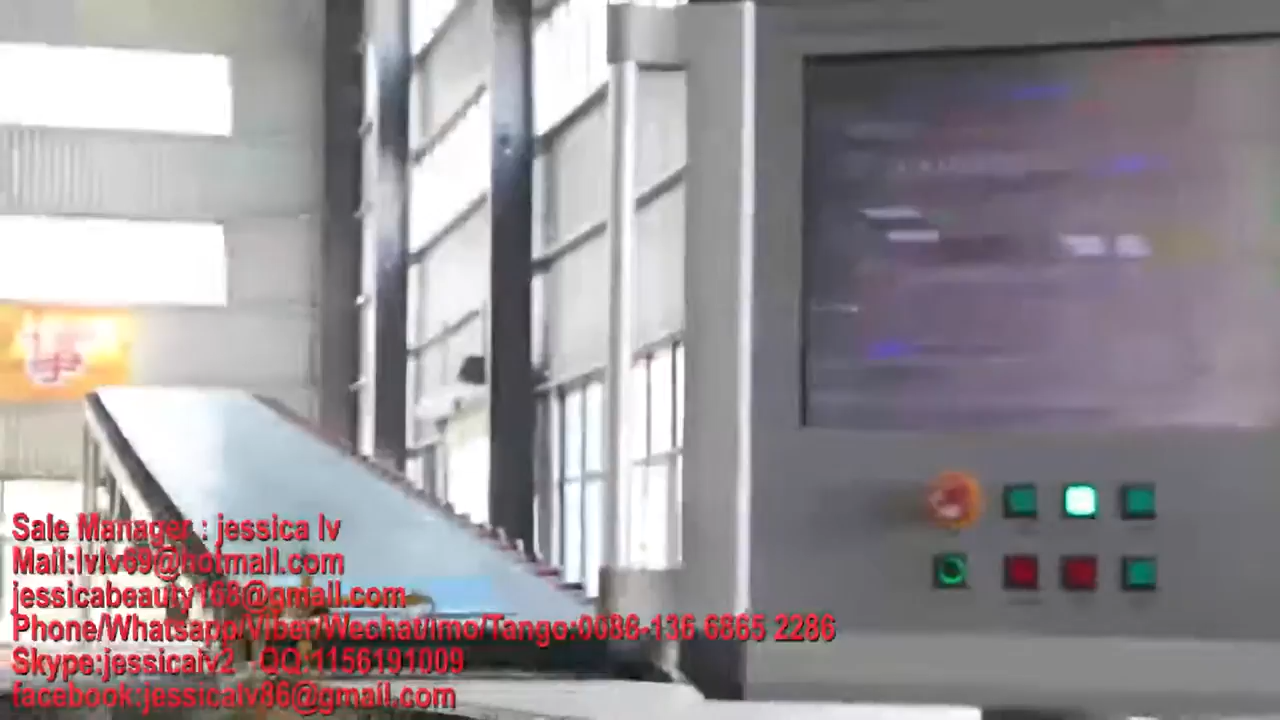 Sale Manager : jessica lv
Mail:lvlv69@hotmail.com
jessicabeauty168@gmail.com
Phone/Whatsapp/Viber/Wechat/imo/Tango:0086-136 6865 2286
Skype:jessicalv2 QQ:1156191009
facebook:jessicalv86@gmail.com